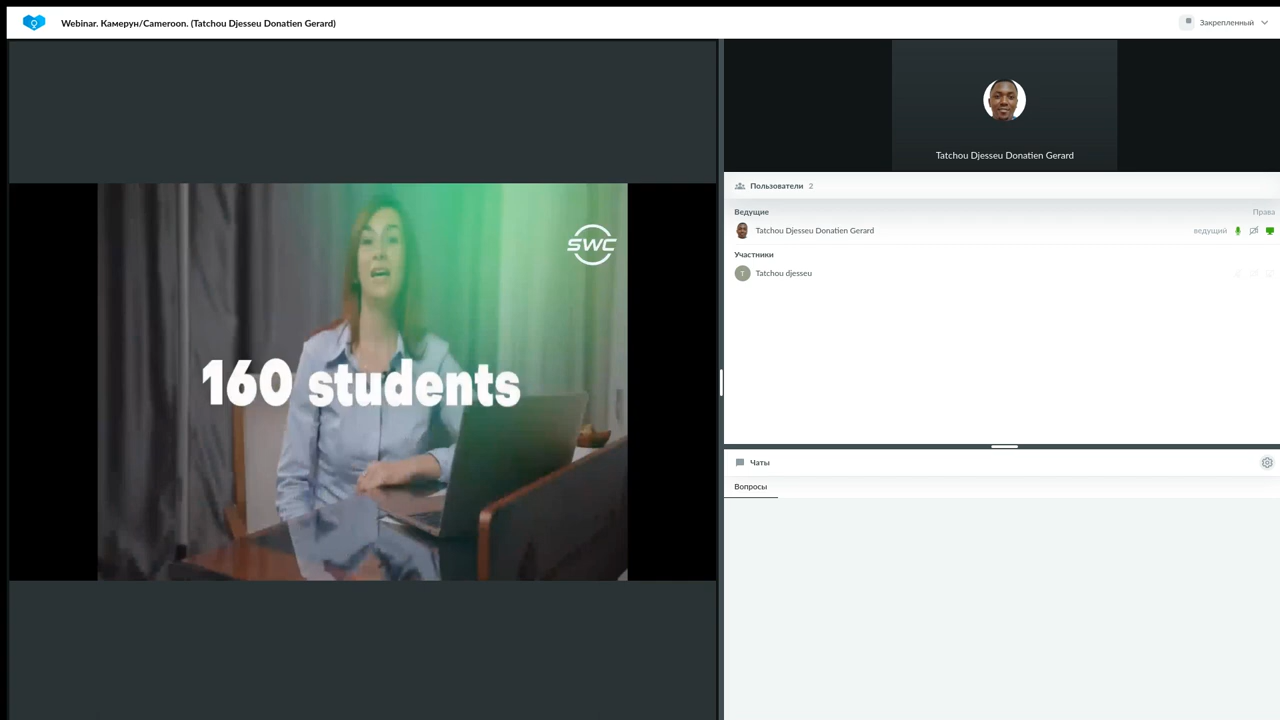 Webinar. Камерун/Cameroon. (Tatchou Djesseu Donatien Gerard)
Закрепленный
SWC
160 students
Tatchou Djesseu Donatien Gerard
Пользователи 2
Ведущие Права
Tatchou Djesseu Donatien Gerard ведущий
Участники
T Tatchou djesseu
Чаты
Вопросы